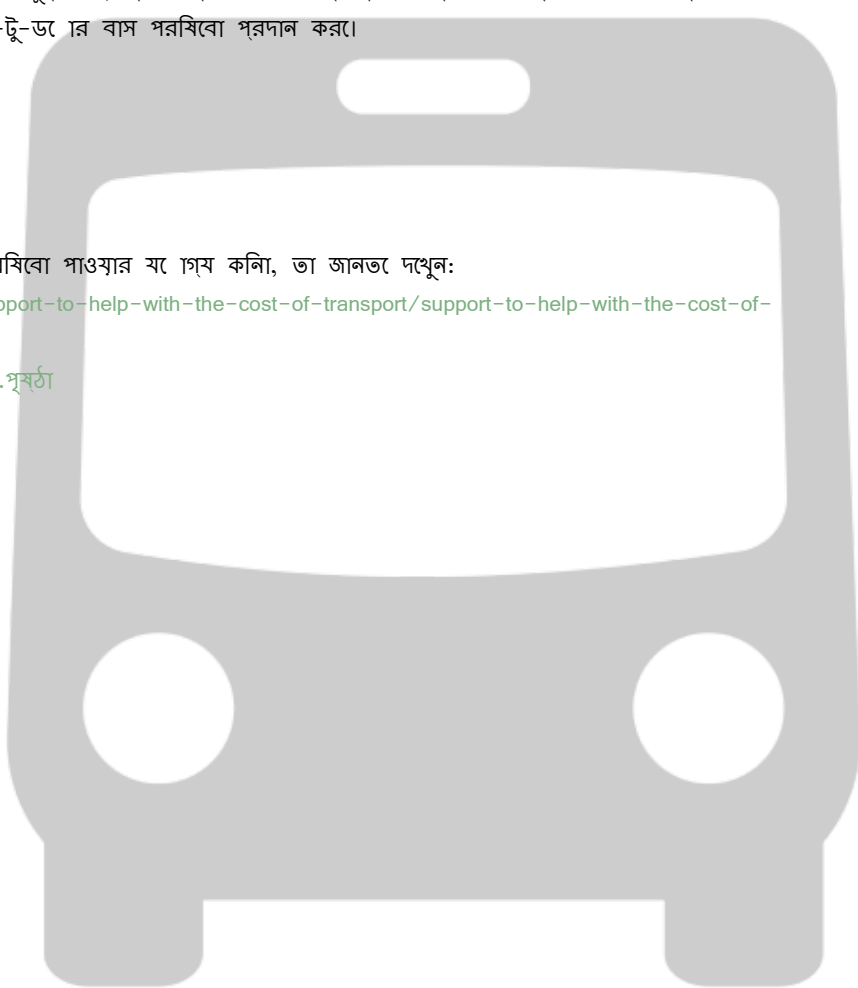 -টু-ডোর বাস পরিষেবা প্রদান করে।
রিষেবা পাওয়ার যোগ্য কিনা, তা জানতে দেখুন:
pport-to-help-with-the-cost-of-transport/support-to-help-with-the-cost-of-
.পৃষ্ঠা